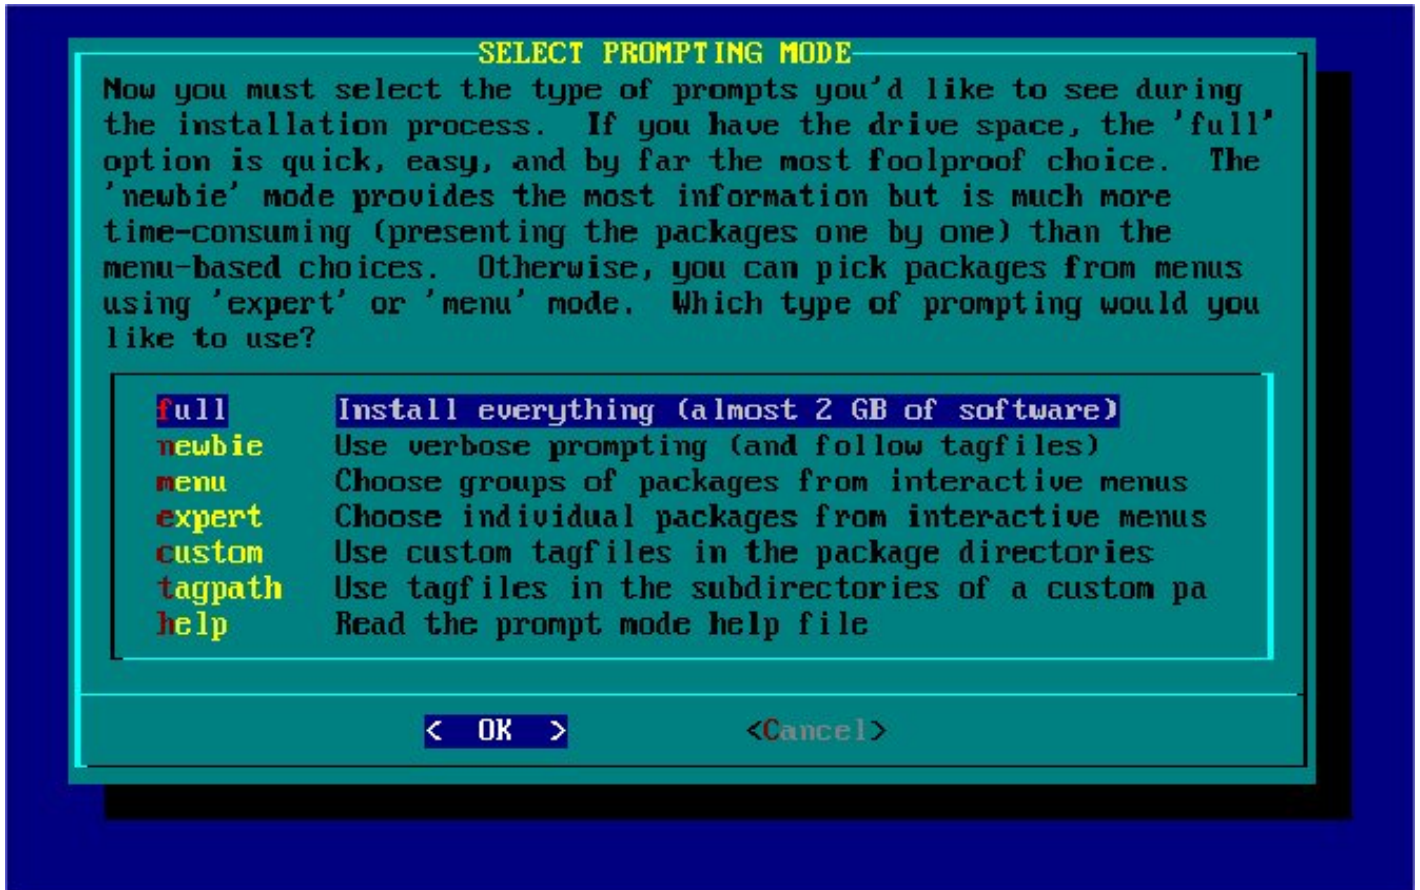 SELECT PROMPTING MODE
Now you must select the type of prompts you'd like to see during
the installation process.  If you have the drive space, the 'full'
option is quick, easy, and by far the most foolproof choice.  The
'newbie' mode provides the most information but is much more
time-consuming (presenting the packages one by one) than the
menu-based choices.  Otherwise, you can pick packages from menus
using 'expert' or 'menu' mode.  Which type of prompting would you
like to use?
full Install everything (almost 2 GB of software)
newbie Use verbose prompting (and follow tagfiles)
menu Choose groups of packages from interactive menus
expert Choose individual packages from interactive menus
custom Use custom tagfiles in the package directories
tagpath Use tagfiles in the subdirectories of a custom pa
help Read the prompt mode help file
< OK > <Cancel>